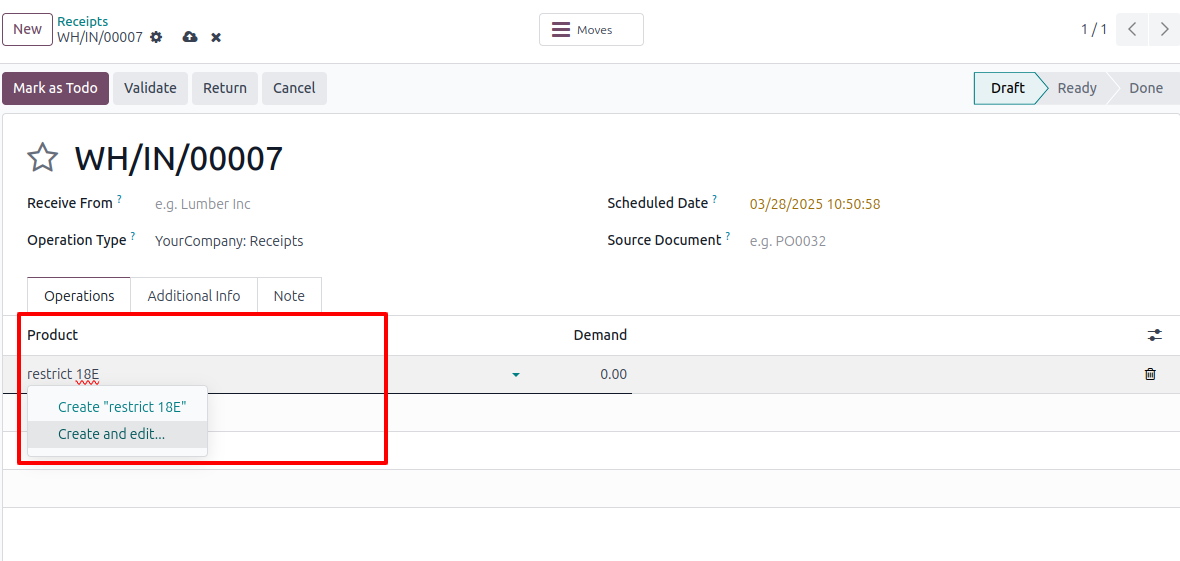 New
Receipts
WH/IN/00007
Moves
1 / 1
Mark as Todo Validate Return Cancel
Draft Ready Done
WH/IN/00007
Receive From ? e.g. Lumber Inc
Scheduled Date ? 03/28/2025 10:50:58
Operation Type ? YourCompany: Receipts
Source Document ? e.g. PO0032
Operations Additional Info Note
Product Demand
restrict 18E 0.00
Create "restrict 18E"
Create and edit...